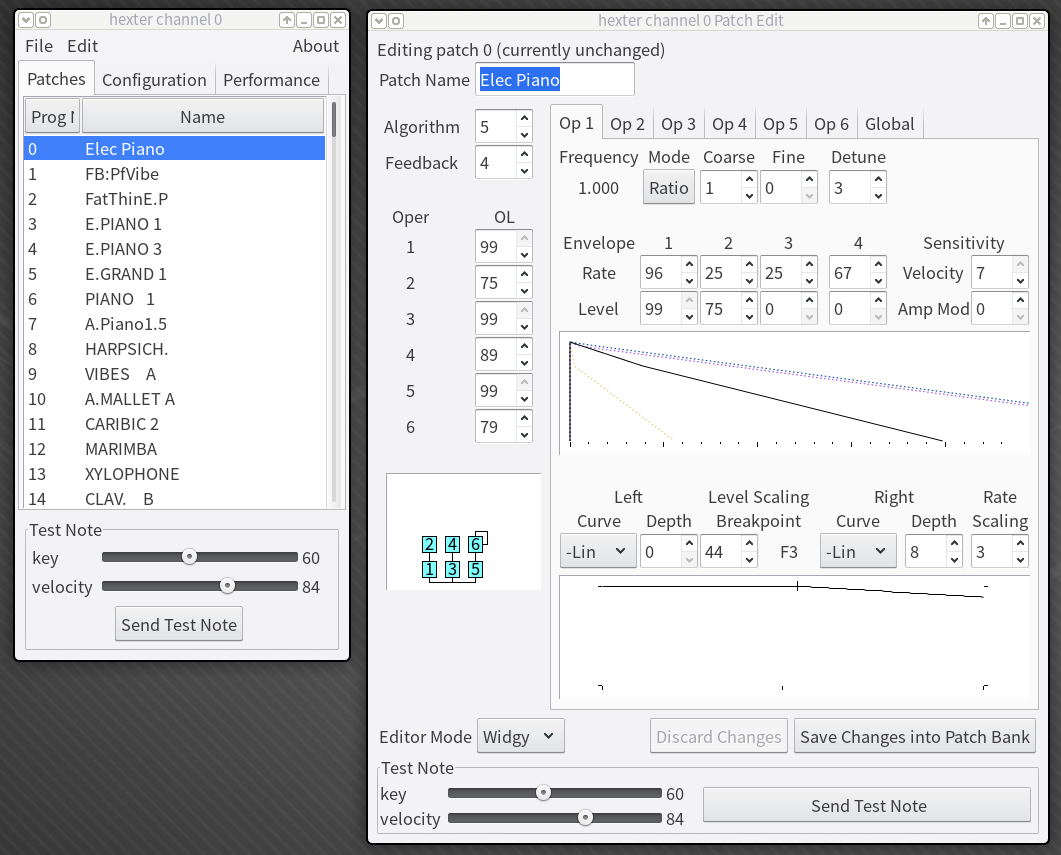 hexter channel 0
File Edit About
Patches Configuration Performance
Prog N Name
0 Elec Piano
1 FB:PfVibe
2 FatThinE.P
3 E.PIANO 1
4 E.PIANO 3
5 E.GRAND 1
6 PIANO   1
7 A.Piano1.5
8 HARPSICH.
9 VIBES    A
10 A.MALLET A
11 CARIBIC 2
12 MARIMBA
13 XYLOPHONE
14 CLAV.    B
Test Note
key 60
velocity 84
Send Test Note
hexter channel 0 Patch Edit
Editing patch 0 (currently unchanged)
Patch Name Elec Piano
Algorithm 5
Feedback 4
Oper OL
1 99
2 75
3 99
4 89
5 99
6 79
2 4 6
1 3 5
Op 1 Op 2 Op 3 Op 4 Op 5 Op 6 Global
Frequency Mode Coarse Fine Detune
1.000 Ratio 1 0 3
Envelope 1 2 3 4 Sensitivity
Rate 96 25 25 67 Velocity 7
Level 99 75 0 0 Amp Mod 0
Left Level Scaling Right Rate
Curve Depth Breakpoint Curve Depth Scaling
-Lin 0 44 F3 -Lin 8 3
Editor Mode Widgy Discard Changes Save Changes into Patch Bank
Test Note
key 60
velocity 84
Send Test Note